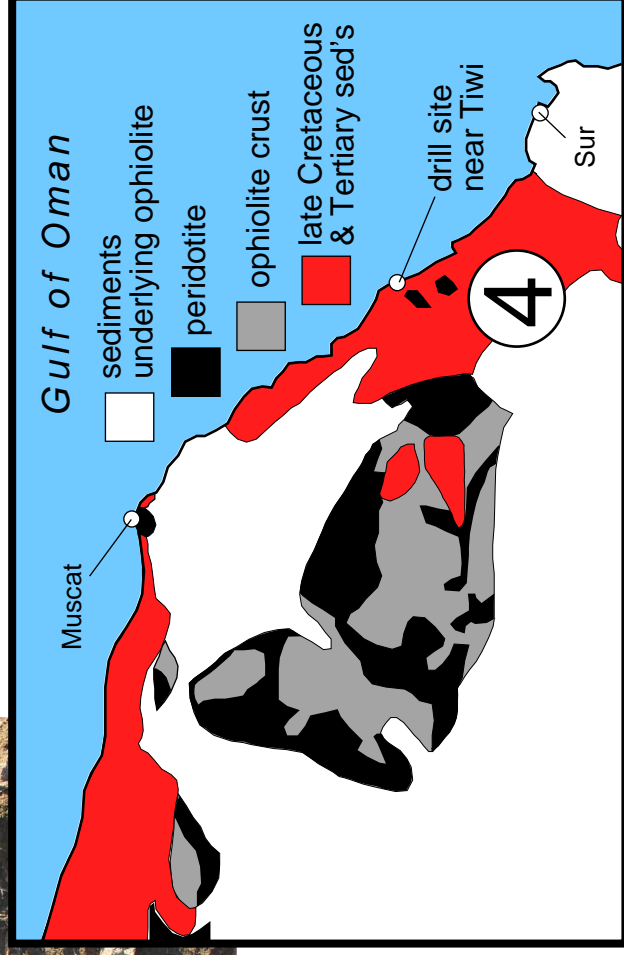 Gulf of Oman
sediments
underlying ophiolite
peridotite
ophiolite crust
late Cretaceous
& Tertiary sed's
Muscat
drill site
near Tiwi
Sur
4